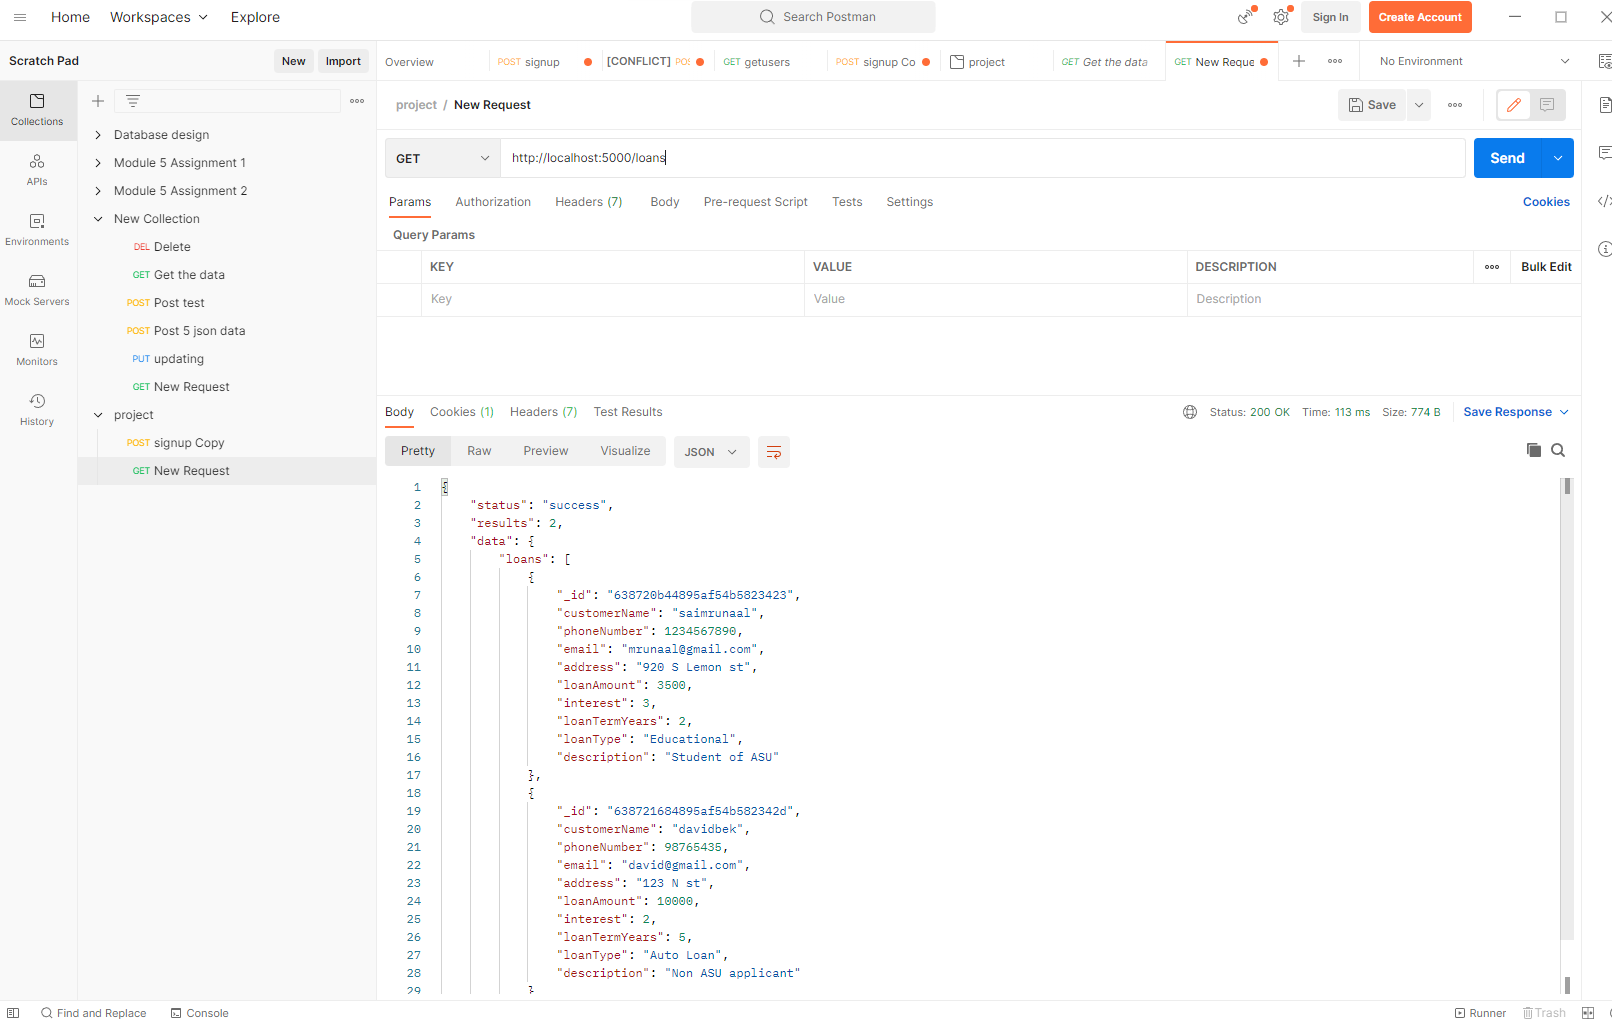 Home Workspaces Explore Search Postman Sign In Create Account
Scratch Pad New Import
Overview POST signup [CONFLICT] POS GET getusers POST signup Co project GET Get the data GET New Reque No Environment
project / New Request Save
Collections
APIs
Environments
Mock Servers
Monitors
History
Database design
Module 5 Assignment 1
Module 5 Assignment 2
New Collection
DEL Delete
GET Get the data
POST Post test
POST Post 5 json data
PUT updating
GET New Request
project
POST signup Copy
GET New Request
GET http://localhost:5000/loans Send
Params Authorization Headers (7) Body Pre-request Script Tests Settings Cookies
Query Params
KEY VALUE DESCRIPTION Bulk Edit
Key Value Description
Body Cookies (1) Headers (7) Test Results Status: 200 OK Time: 113 ms Size: 774 B Save Response
Pretty Raw Preview Visualize JSON
1 {
2 "status": "success",
3 "results": 2,
4 "data": {
5 "loans": [
6 {
7 "_id": "638720b44895af54b5823423",
8 "customerName": "saimrunaal",
9 "phoneNumber": 1234567890,
10 "email": "mrunaal@gmail.com",
11 "address": "920 S Lemon st",
12 "loanAmount": 3500,
13 "interest": 3,
14 "loanTermYears": 2,
15 "loanType": "Educational",
16 "description": "Student of ASU"
17 },
18 {
19 "_id": "638721684895af54b582342d",
20 "customerName": "davidbek",
21 "phoneNumber": 98765435,
22 "email": "david@gmail.com",
23 "address": "123 N st",
24 "loanAmount": 10000,
25 "interest": 2,
26 "loanTermYears": 5,
27 "loanType": "Auto Loan",
28 "description": "Non ASU applicant"
29 }
Find and Replace Console Runner Trash